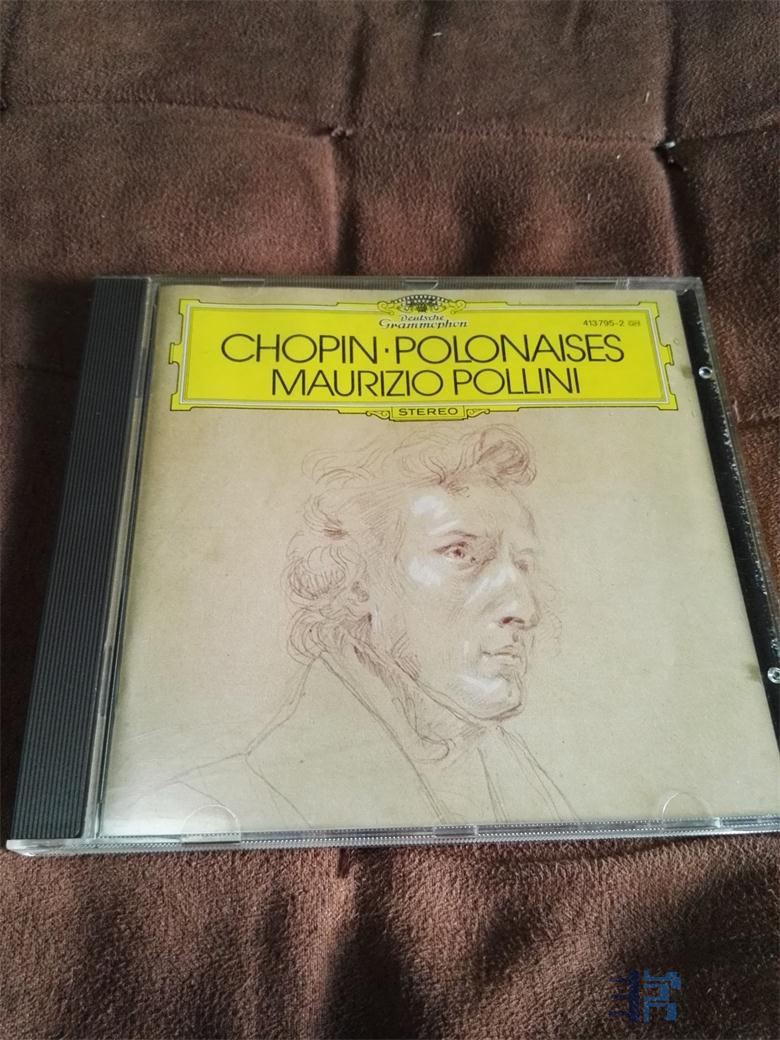 Deutsche
Grammophon
413 795-2 GH
CHOPIN·POLONAISES
MAURIZIO POLLINI
STEREO